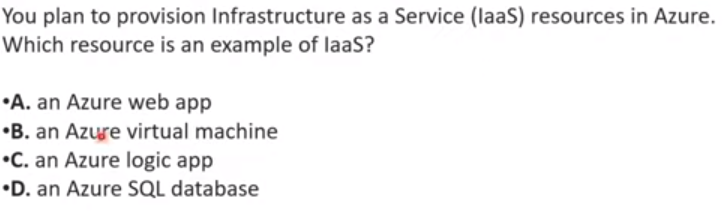 You plan to provision Infrastructure as a Service (IaaS) resources in Azure.
Which resource is an example of IaaS?
•A. an Azure web app
•B. an Azure virtual machine
•C. an Azure logic app
•D. an Azure SQL database